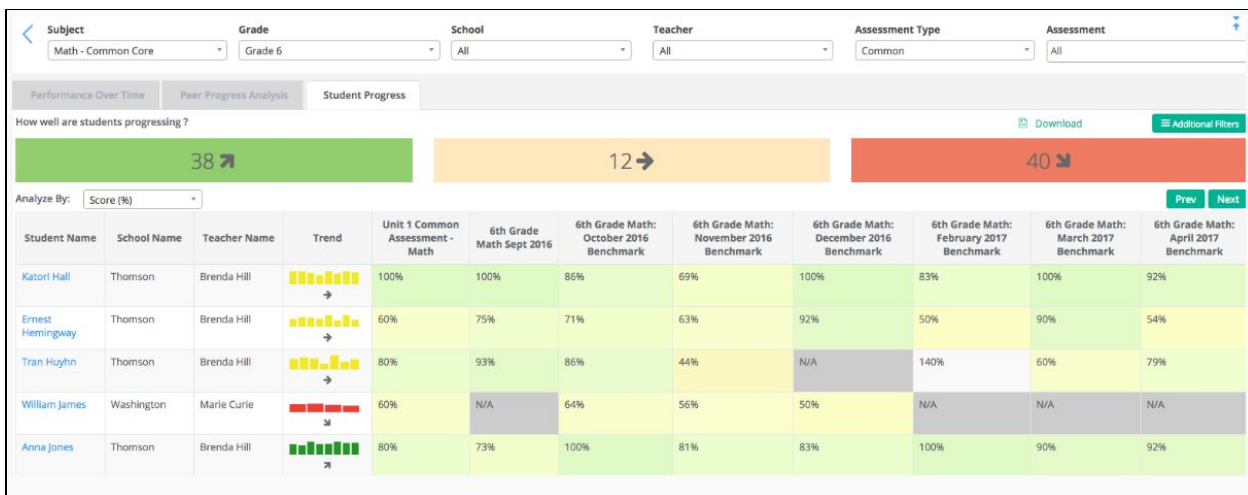 Subject Grade School Teacher Assessment Type Assessment
Math - Common Core Grade 6 All All Common All
Performance Over Time Peer Progress Analysis Student Progress
How well are students progressing ? Download Additional Filters
38 12 40
Analyze By: Score (%) Prev Next
Student Name School Name Teacher Name Trend Unit 1 Common Assessment - Math 6th Grade Math Sept 2016 6th Grade Math: October 2016 Benchmark 6th Grade Math: November 2016 Benchmark 6th Grade Math: December 2016 Benchmark 6th Grade Math: February 2017 Benchmark 6th Grade Math: March 2017 Benchmark 6th Grade Math: April 2017 Benchmark
Katori Hall Thomson Brenda Hill 100% 100% 86% 69% 100% 83% 100% 92%
Ernest Hemingway Thomson Brenda Hill 60% 75% 71% 63% 92% 50% 90% 54%
Tran Huyhn Thomson Brenda Hill 80% 93% 86% 44% N/A 140% 60% 79%
William James Washington Marie Curie 60% N/A 64% 56% 50% N/A N/A N/A
Anna Jones Thomson Brenda Hill 80% 73% 100% 81% 83% 100% 90% 92%